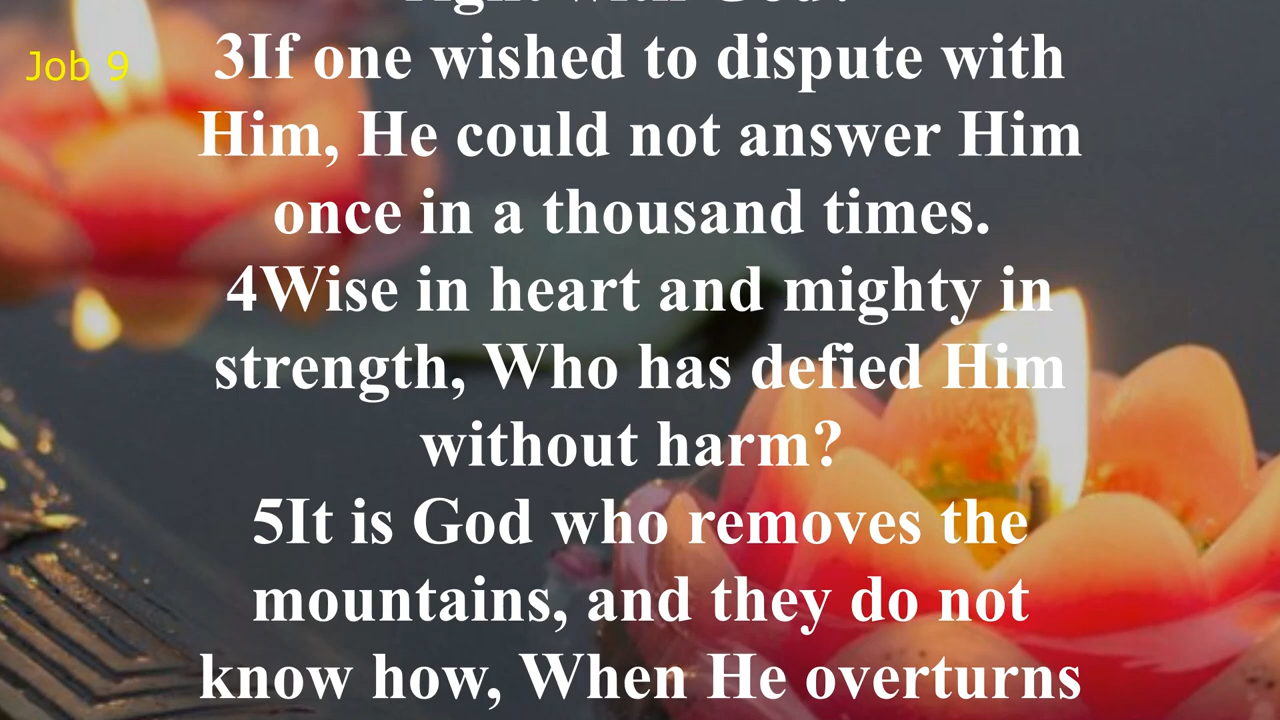 Job 9
3If one wished to dispute with
Him, He could not answer Him
once in a thousand times.
4Wise in heart and mighty in
strength, Who has defied Him
without harm?
5It is God who removes the
mountains, and they do not
know how, When He overturns